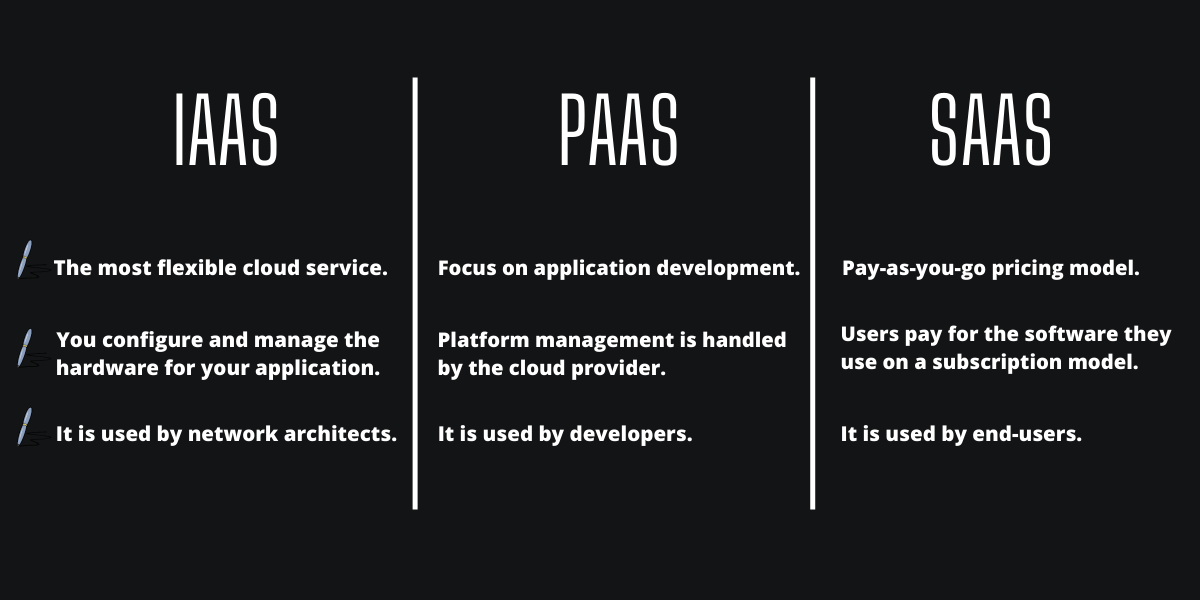 IAAS
The most flexible cloud service.
You configure and manage the
hardware for your application.
It is used by network architects.
PAAS
Focus on application development.
Platform management is handled
by the cloud provider.
It is used by developers.
SAAS
Pay-as-you-go pricing model.
Users pay for the software they
use on a subscription model.
It is used by end-users.